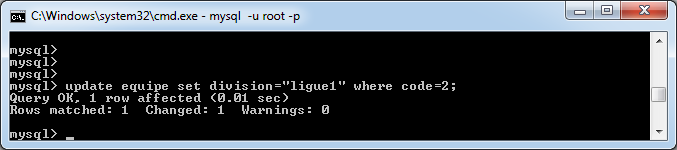 C:\Windows\system32\cmd.exe - mysql  -u root -p
mysql>
mysql>
mysql>
mysql> update equipe set division="ligue1" where code=2;
Query OK, 1 row affected (0.01 sec)
Rows matched: 1  Changed: 1  Warnings: 0
mysql> _